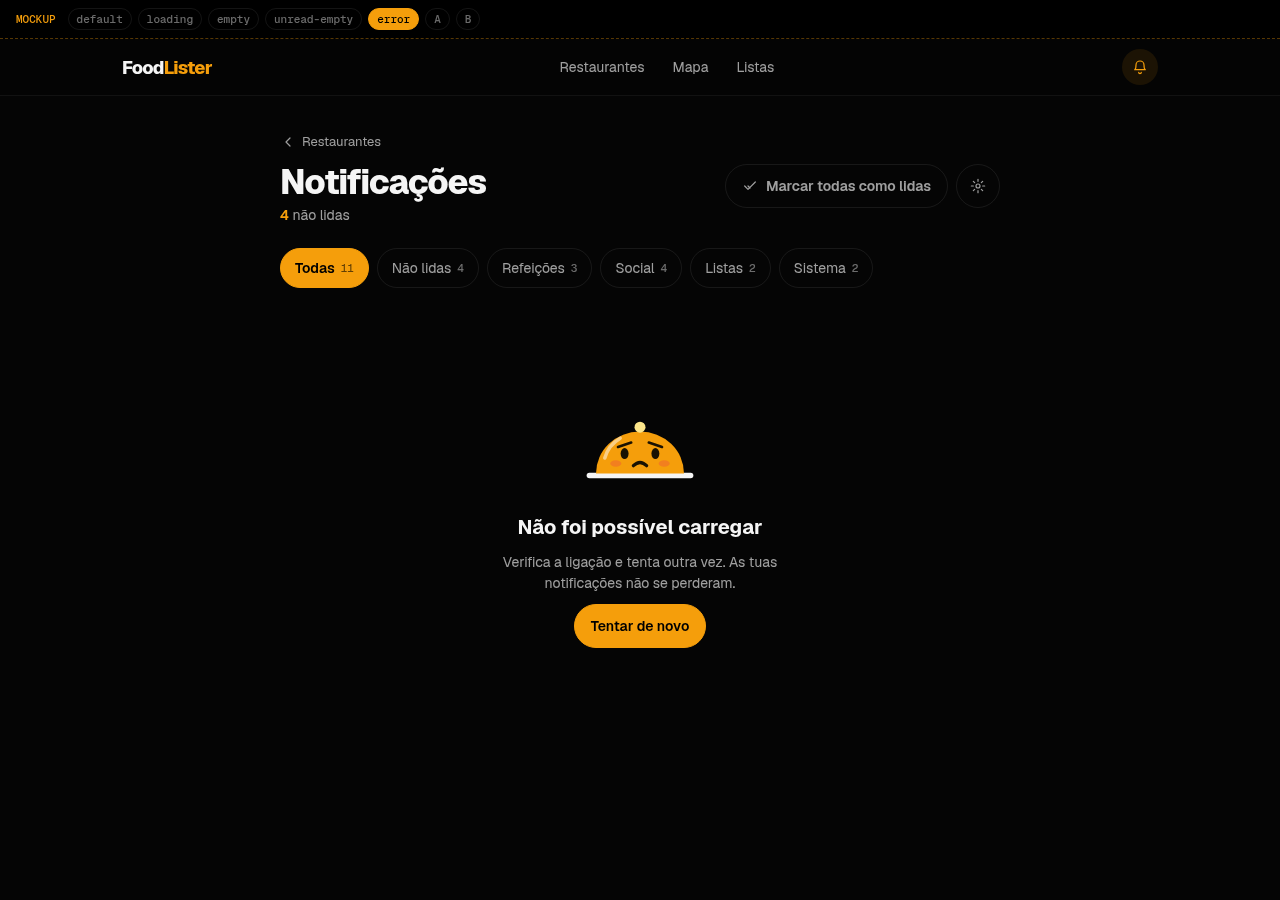 MOCKUP default loading empty unread-empty error A B
FoodLister Restaurantes Mapa Listas
Restaurantes
Notificações
Marcar todas como lidas
4 não lidas
Todas 11 Não lidas 4 Refeições 3 Social 4 Listas 2 Sistema 2
Não foi possível carregar
Verifica a ligação e tenta outra vez. As tuas
notificações não se perderam.
Tentar de novo